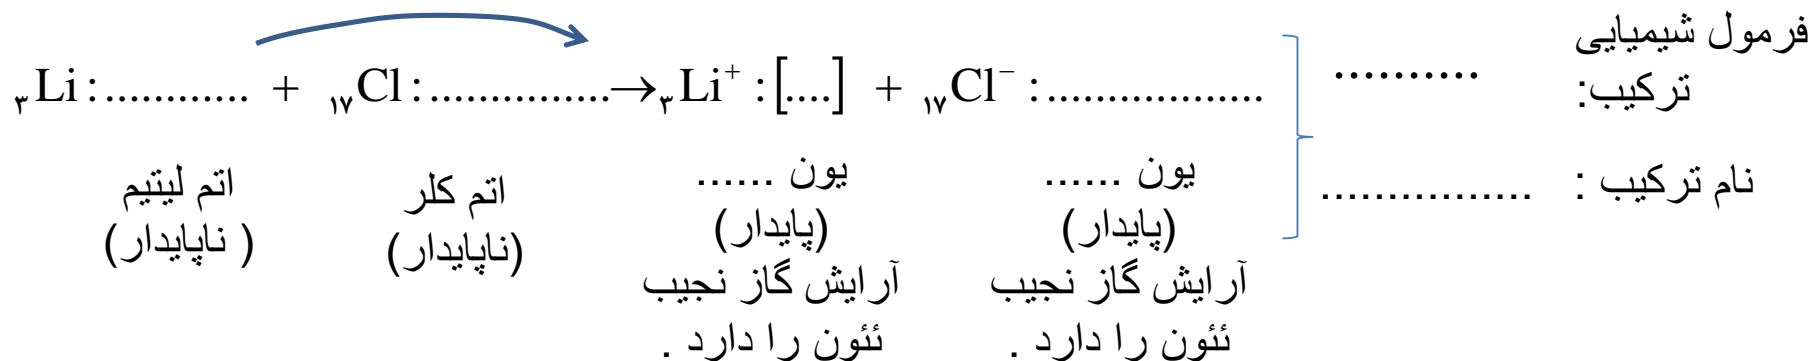 ₃Li : ............ + ₁₇Cl : ............... → ₃Li⁺ : [....] + ₁₇Cl⁻ : ..................
فرمول شیمیایی
ترکیب:
..........
نام ترکیب : ................
اتم لیتیم
( ناپایدار)
اتم کلر
(ناپایدار)
یون ......
(پایدار)
آرایش گاز نجیب
نئون را دارد .
یون ......
(پایدار)
آرایش گاز نجیب
نئون را دارد .